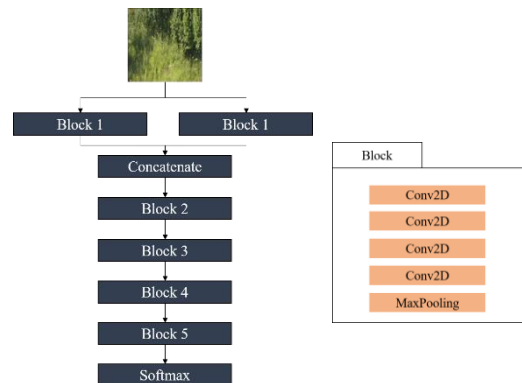 Block 1
Block 1
Concatenate
Block 2
Block 3
Block 4
Block 5
Softmax
Block
Conv2D
Conv2D
Conv2D
Conv2D
MaxPooling